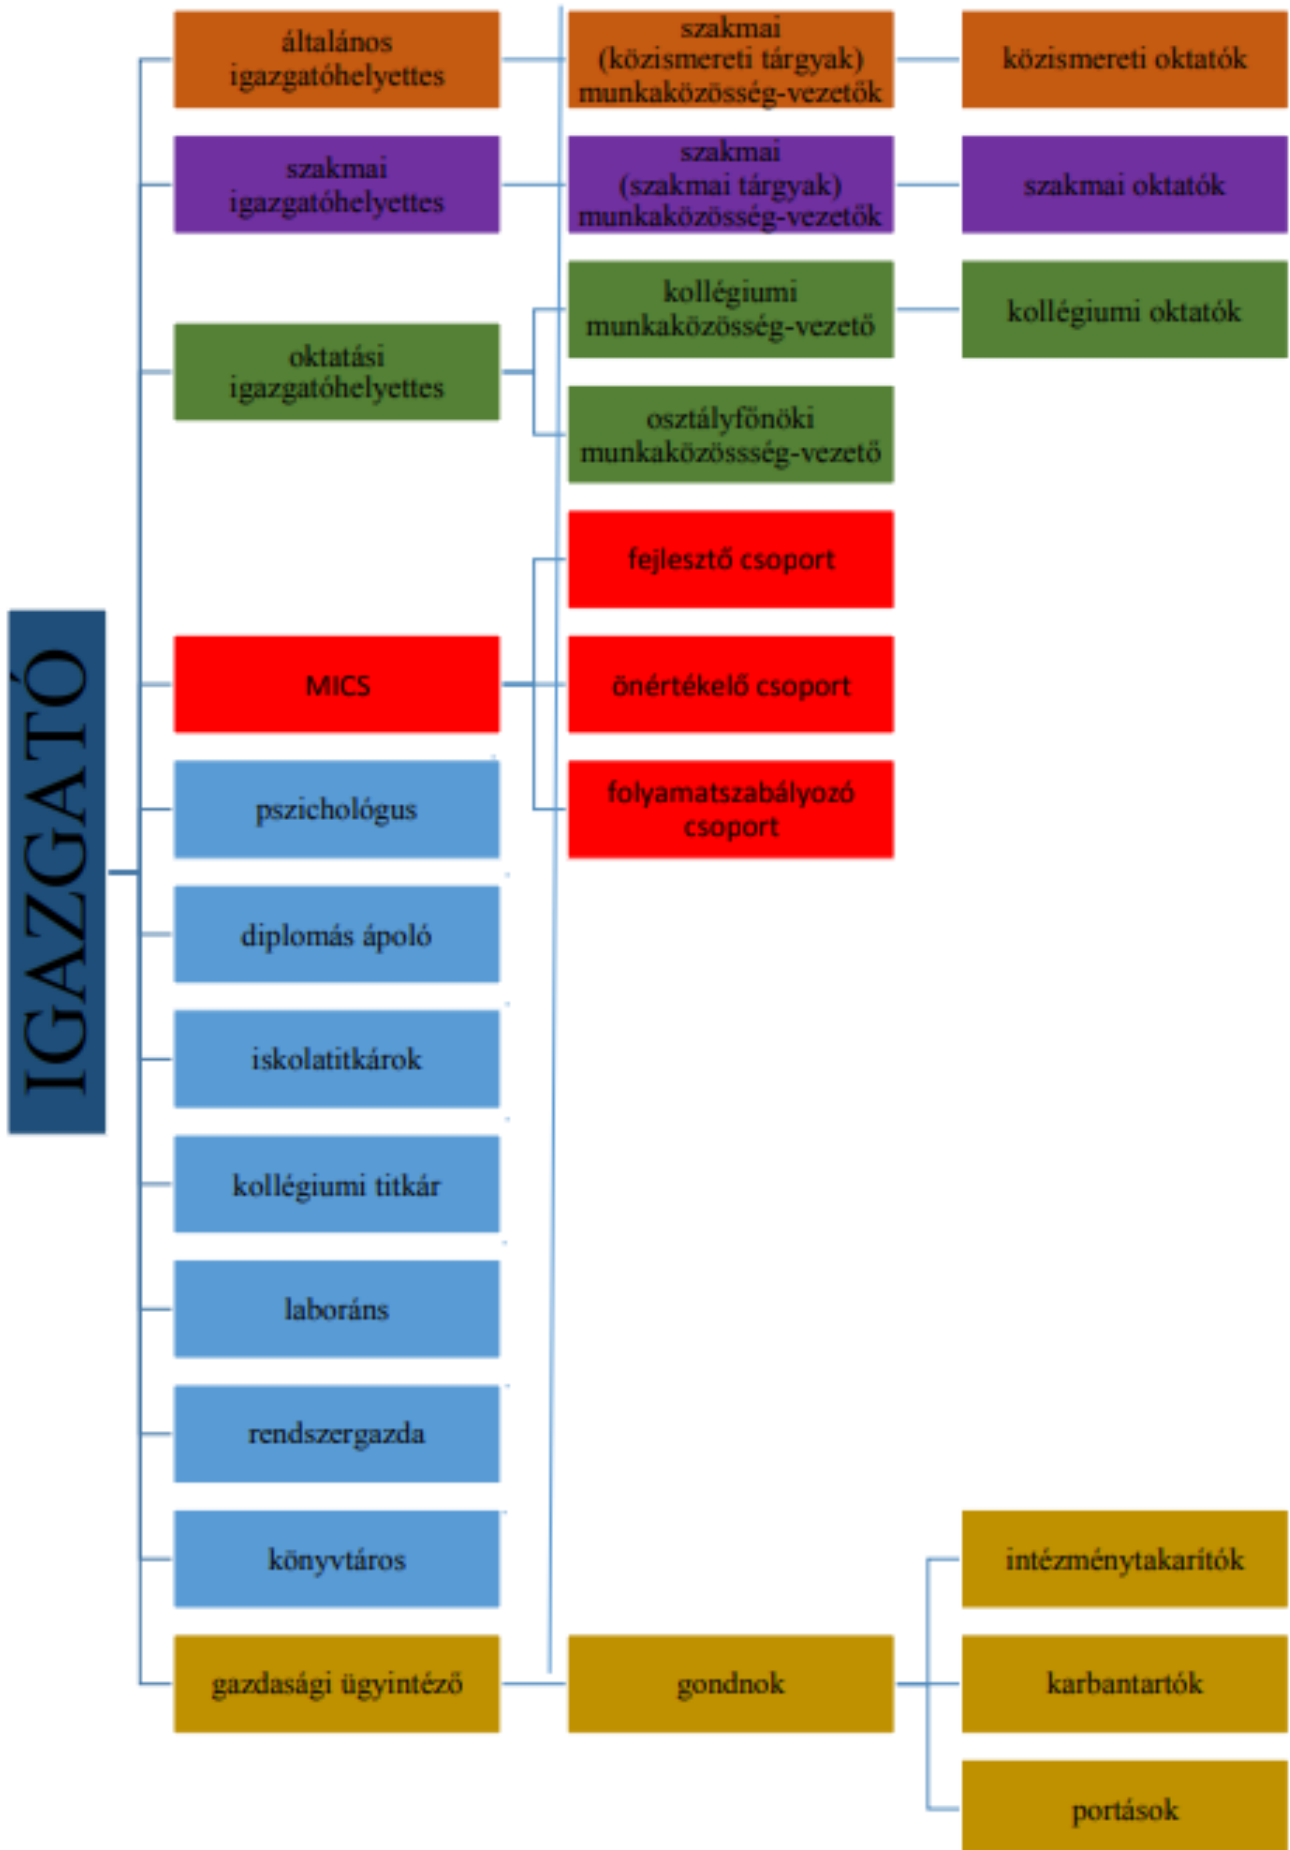 IGAZGATÓ
általános
igazgatóhelyettes
szakmai
(közismereti tárgyak)
munkaközösség-vezetők
közismereti oktatók
szakmai
igazgatóhelyettes
szakmai
(szakmai tárgyak)
munkaközösség-vezetők
szakmai oktatók
oktatási
igazgatóhelyettes
kollégiumi
munkaközösség-vezető
kollégiumi oktatók
osztályfőnöki
munkaközössség-vezető
MICS
fejlesztő csoport
önértékelő csoport
folyamatszabályozó
csoport
pszichológus
diplomás ápoló
iskolatitkárok
kollégiumi titkár
laboráns
rendszergazda
könyvtáros
gazdasági ügyintéző
gondnok
intézménytakarítók
karbantartók
portások